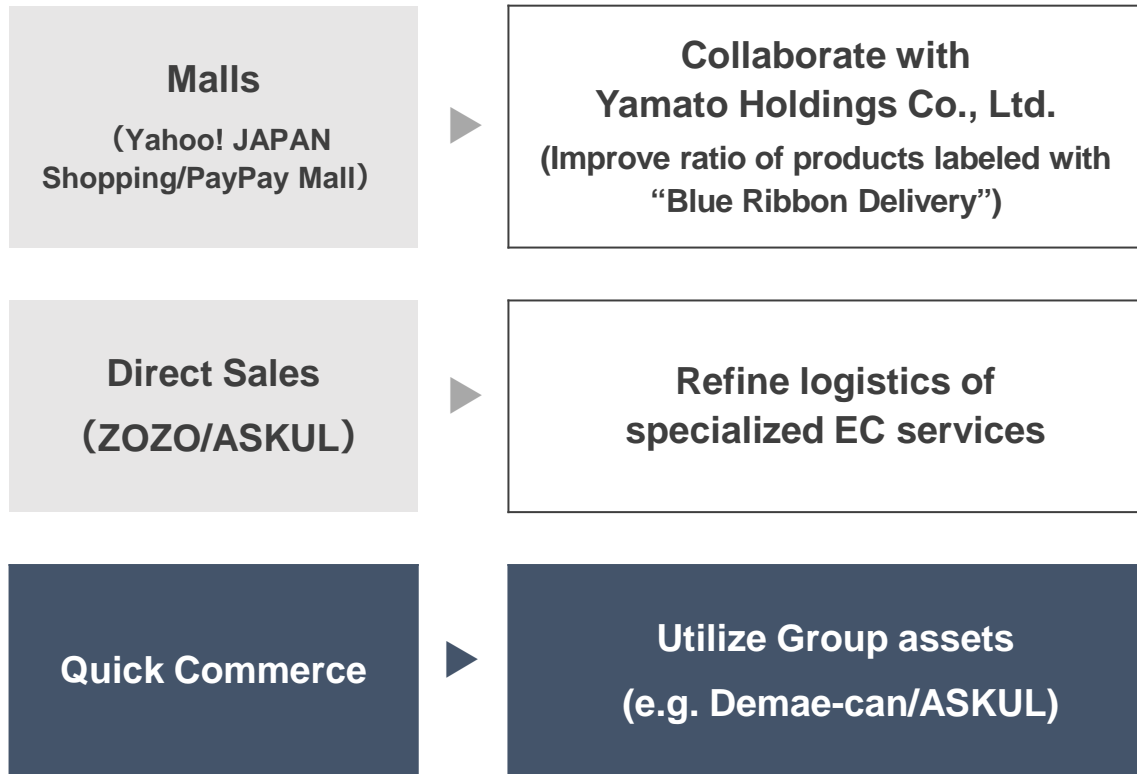 Malls
（Yahoo! JAPAN
Shopping/PayPay Mall）
Collaborate with
Yamato Holdings Co., Ltd.
(Improve ratio of products labeled with
“Blue Ribbon Delivery”)
Direct Sales
（ZOZO/ASKUL）
Refine logistics of
specialized EC services
Quick Commerce
Utilize Group assets
(e.g. Demae-can/ASKUL)